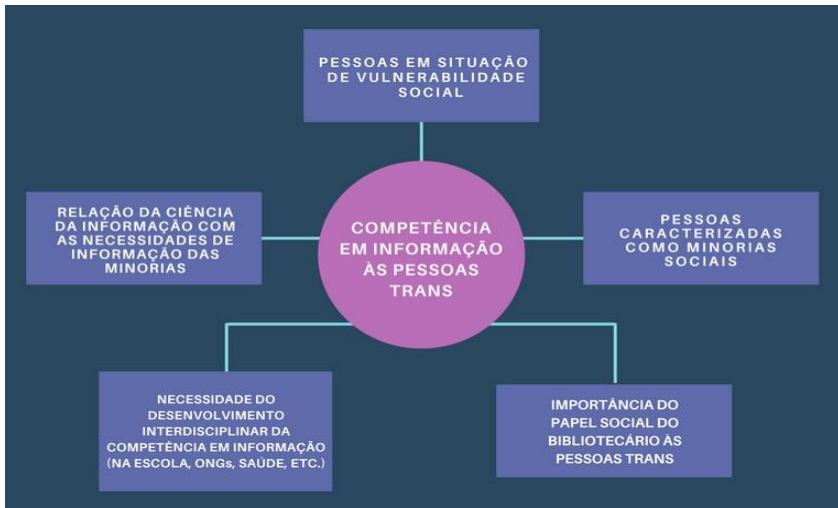 PESSOAS EM SITUAÇÃO
DE VULNERABILIDADE
SOCIAL
RELAÇÃO DA CIÊNCIA
DA INFORMAÇÃO COM
AS NECESSIDADES DE
INFORMAÇÃO DAS
MINORIAS
COMPETÊNCIA
EM INFORMAÇÃO
ÀS PESSOAS
TRANS
PESSOAS
CARACTERIZADAS
COMO MINORIAS
SOCIAIS
NECESSIDADE DO
DESENVOLVIMENTO
INTERDISCIPLINAR DA
COMPETÊNCIA EM INFORMAÇÃO
(NA ESCOLA, ONGs, SAÚDE, ETC.)
IMPORTÂNCIA DO
PAPEL SOCIAL DO
BIBLIOTECÁRIO ÀS
PESSOAS TRANS